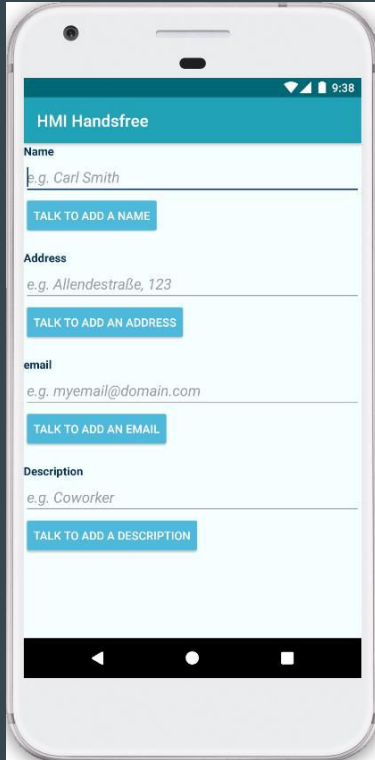 9:38
HMI Handsfree
Name
e.g. Carl Smith
TALK TO ADD A NAME
Address
e.g. Allendestraße, 123
TALK TO ADD AN ADDRESS
email
e.g. myemail@domain.com
TALK TO ADD AN EMAIL
Description
e.g. Coworker
TALK TO ADD A DESCRIPTION